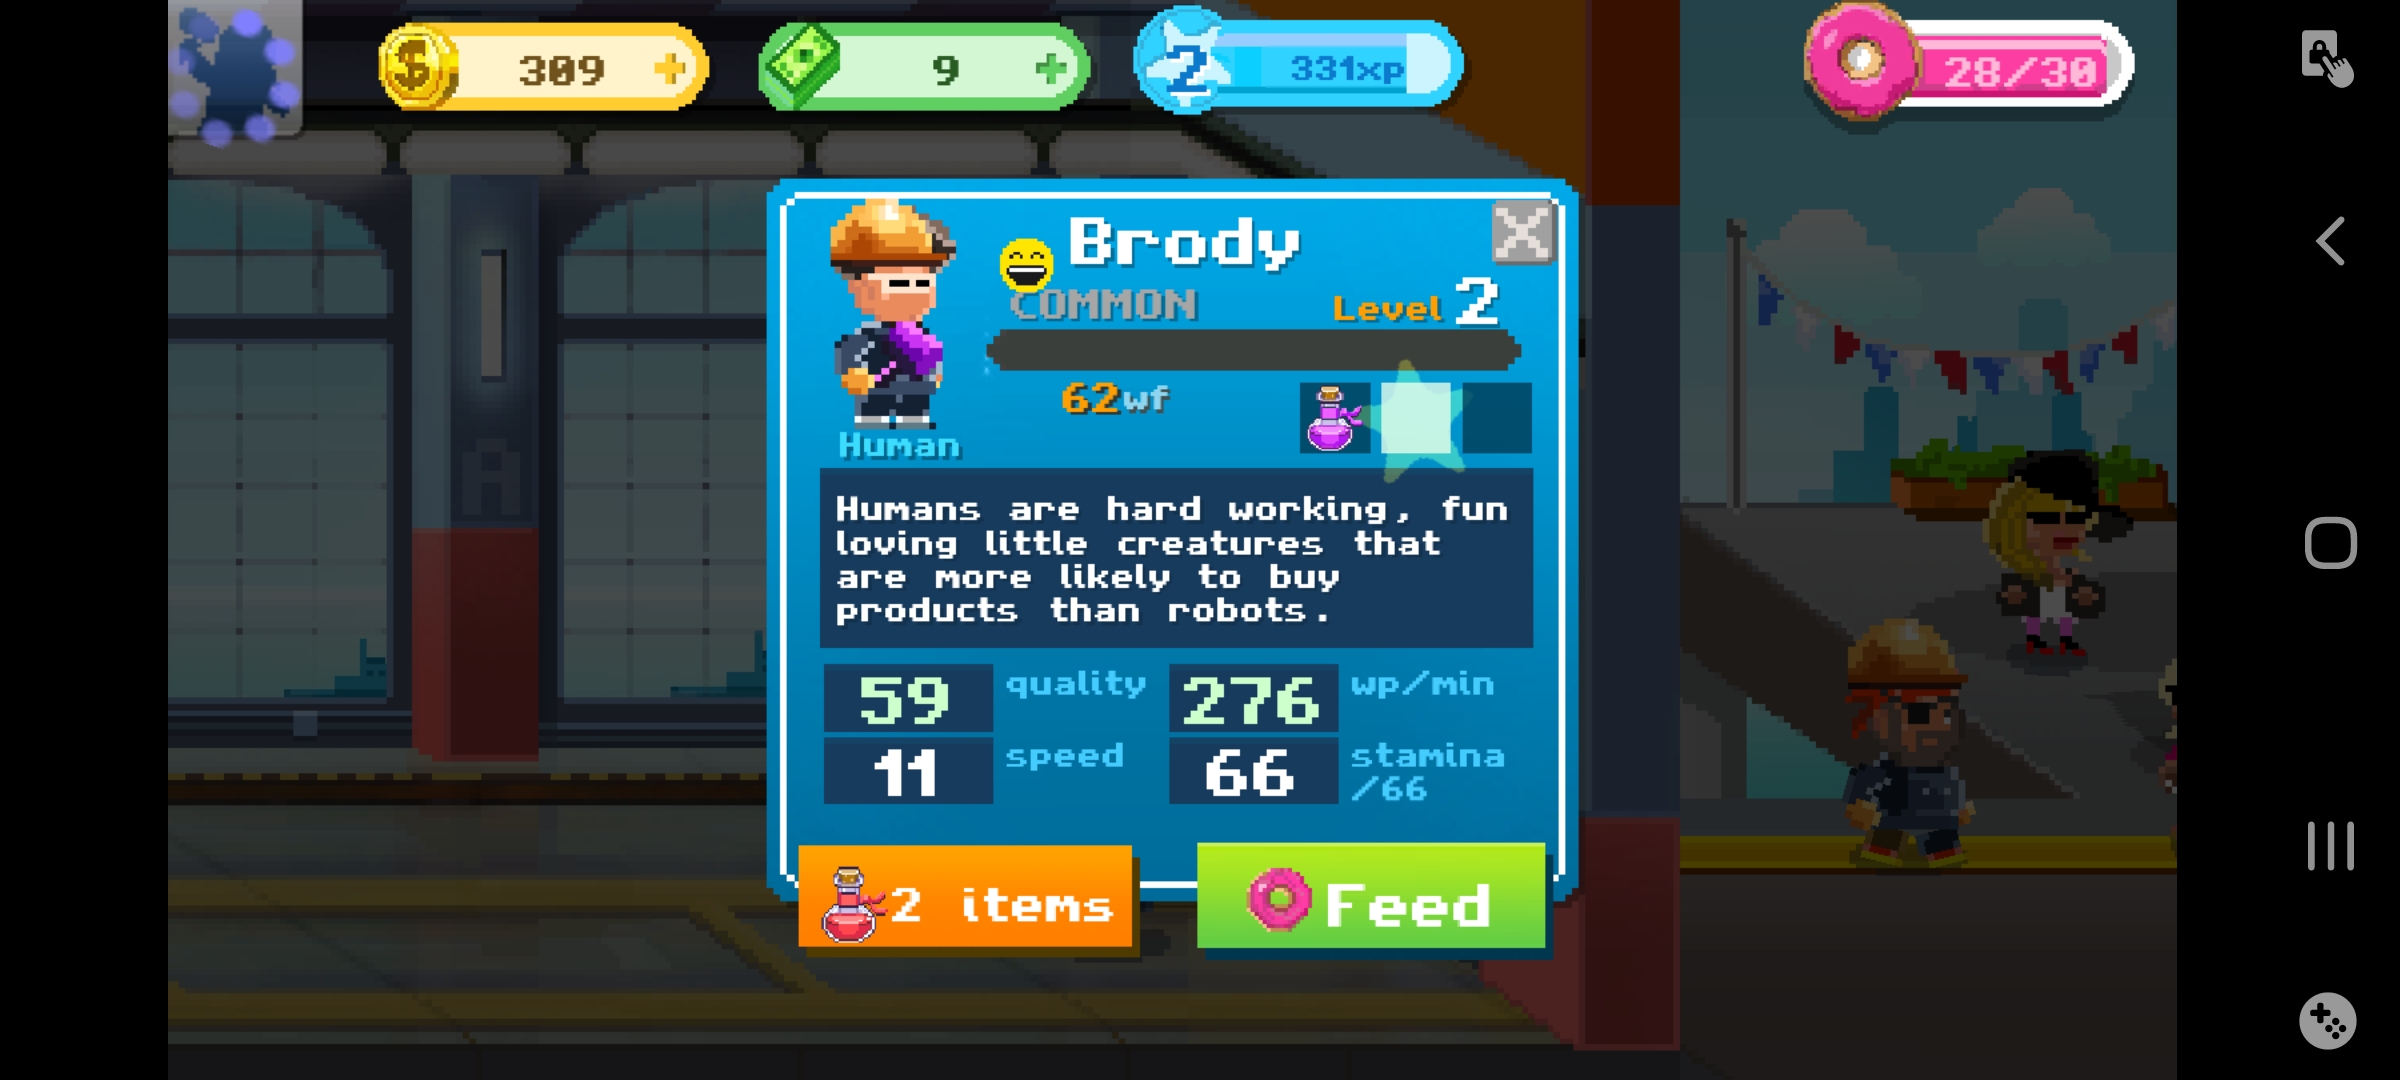 309
9
2
331xp
28/30
Brody
COMMON
Level 2
62wf
Human
Humans are hard working, fun
loving little creatures that
are more likely to buy
products than robots.
59 quality
276 wp/min
11 speed
66 stamina
/66
2 items
Feed
A